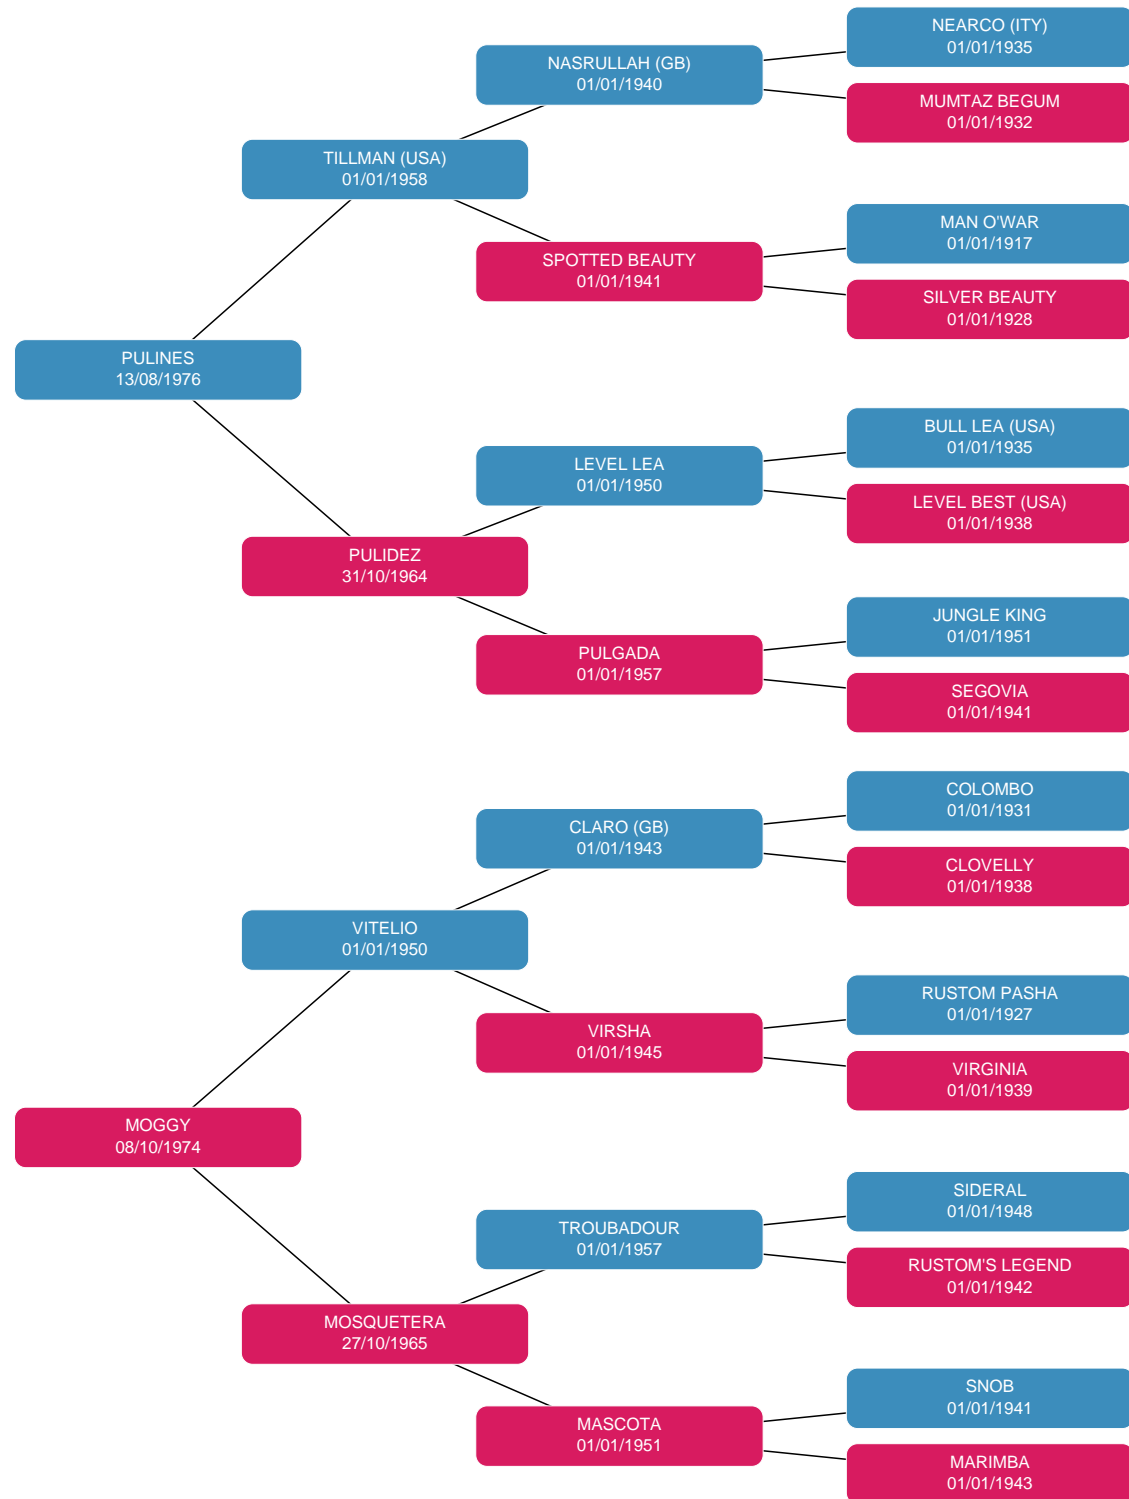 NEARCO (ITY)
01/01/1935
NASRULLAH (GB)
01/01/1940
MUMTAZ BEGUM
01/01/1932
TILLMAN (USA)
01/01/1958
MAN O'WAR
01/01/1917
SPOTTED BEAUTY
01/01/1941
SILVER BEAUTY
01/01/1928
PULINES
13/08/1976
BULL LEA (USA)
01/01/1935
LEVEL LEA
01/01/1950
LEVEL BEST (USA)
01/01/1938
PULIDEZ
31/10/1964
JUNGLE KING
01/01/1951
PULGADA
01/01/1957
SEGOVIA
01/01/1941
COLOMBO
01/01/1931
CLARO (GB)
01/01/1943
CLOVELLY
01/01/1938
VITELIO
01/01/1950
RUSTOM PASHA
01/01/1927
VIRSHA
01/01/1945
VIRGINIA
01/01/1939
MOGGY
08/10/1974
SIDERAL
01/01/1948
TROUBADOUR
01/01/1957
RUSTOM'S LEGEND
01/01/1942
MOSQUETERA
27/10/1965
SNOB
01/01/1941
MASCOTA
01/01/1951
MARIMBA
01/01/1943